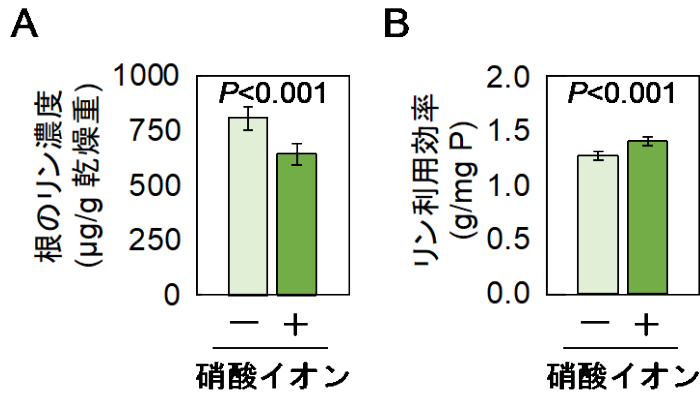 A
根のリン濃度
(μg/g 乾燥重)
1000
750
500
250
0
P<0.001
− +
硝酸イオン
B
リン利用効率
(g/mg P)
2.0
1.5
1.0
0.5
0.0
P<0.001
− +
硝酸イオン